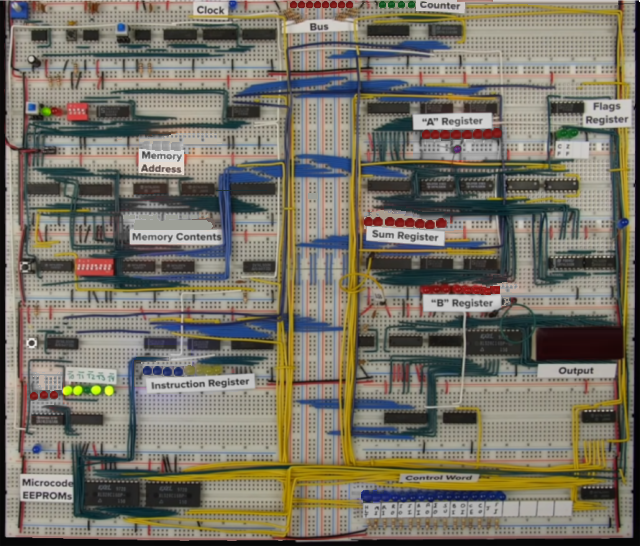 Clock
Counter
Bus
"A" Register
Flags
Register
Memory
Address
Memory Contents
Sum Register
"B" Register
Output
Instruction Register
Microcode
EEPROMs
Control Word